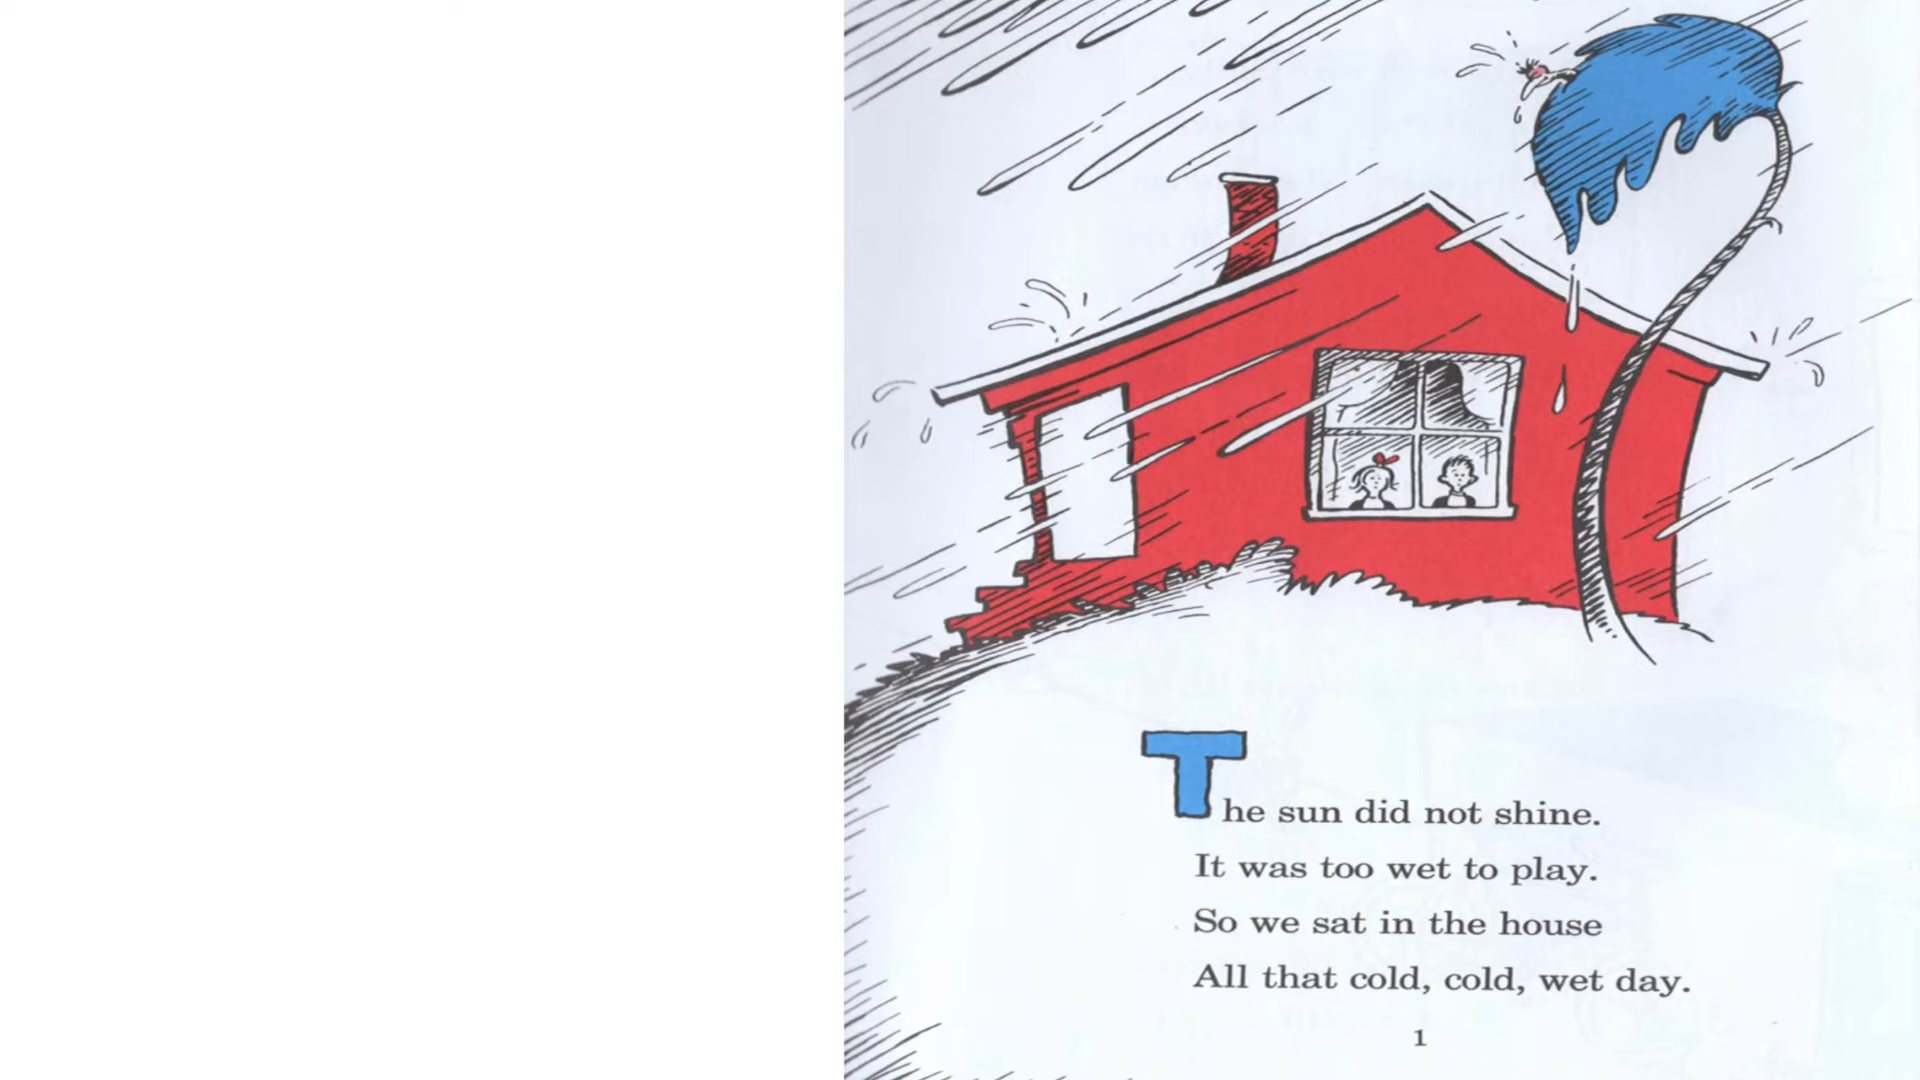 The sun did not shine.
It was too wet to play.
So we sat in the house
All that cold, cold, wet day.
1